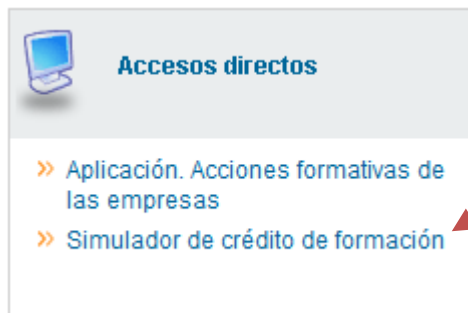 Accesos directos
» Aplicación. Acciones formativas de
las empresas
» Simulador de crédito de formación